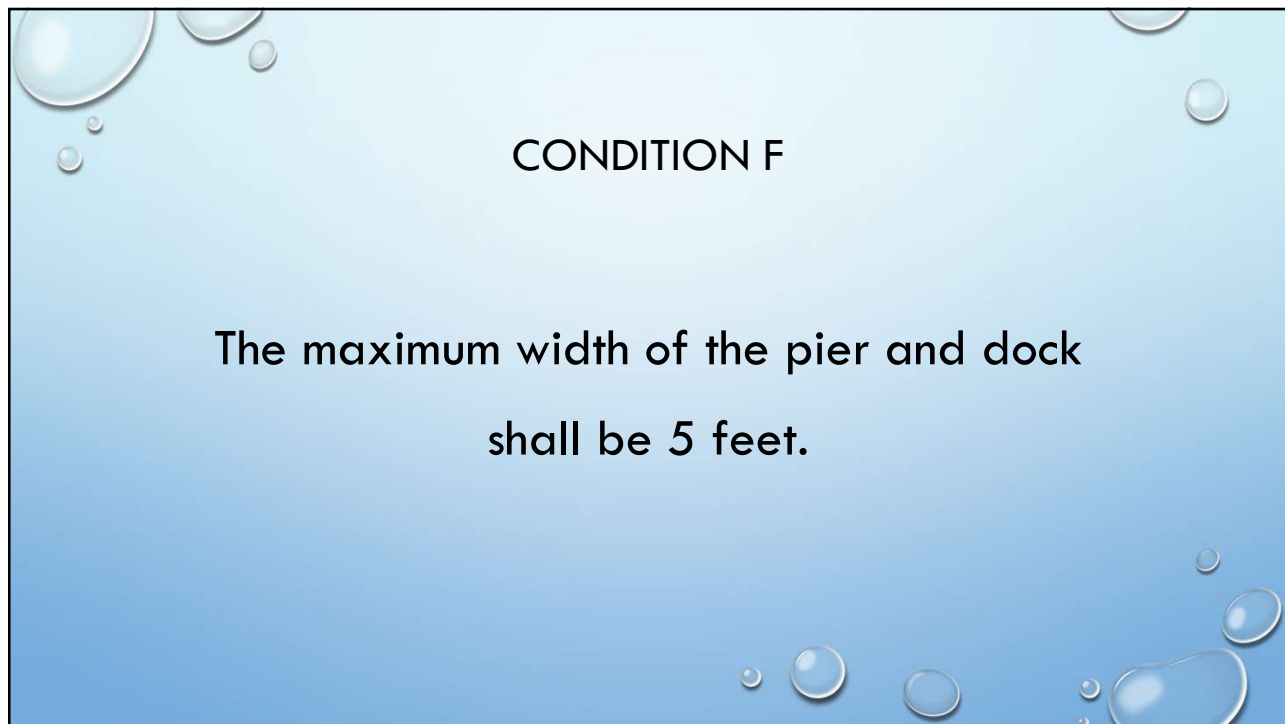 CONDITION F
The maximum width of the pier and dock
shall be 5 feet.